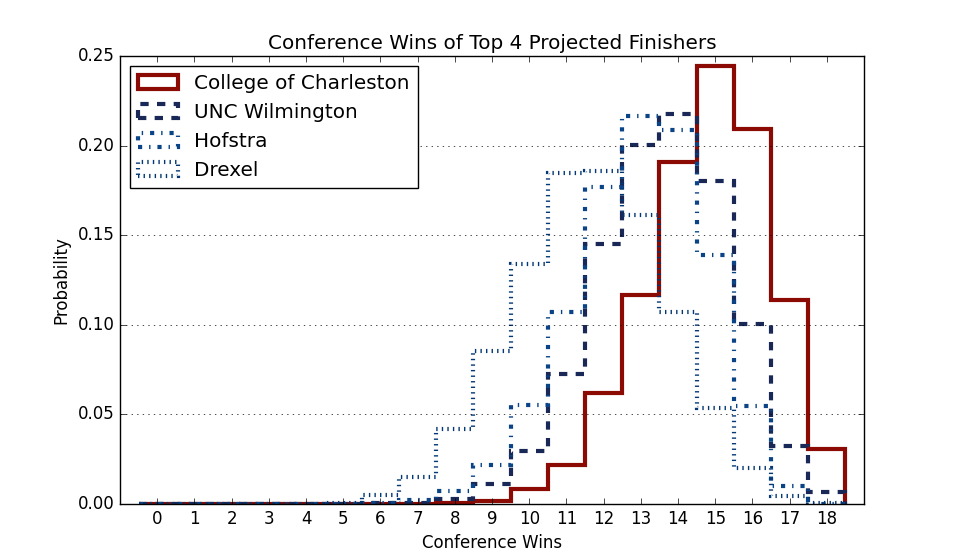 Conference Wins of Top 4 Projected Finishers
0.25
0.20
0.15
0.10
0.05
0.00
Probability
College of Charleston
UNC Wilmington
Hofstra
Drexel
0 1 2 3 4 5 6 7 8 9 10 11 12 13 14 15 16 17 18
Conference Wins